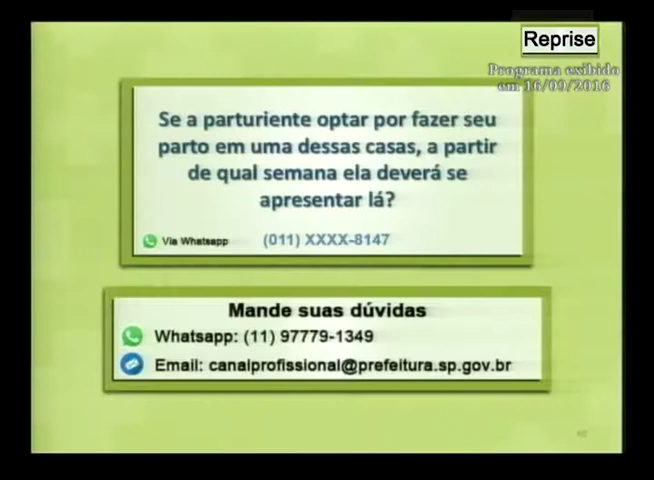 Reprise
Programa exibido
em 16/09/2016
Se a parturiente optar por fazer seu
parto em uma dessas casas, a partir
de qual semana ela deverá se
apresentar lá?
Via Whatsapp (011) XXXX-8147
Mande suas dúvidas
Whatsapp: (11) 97779-1349
Email: canalprofissional@prefeitura.sp.gov.br